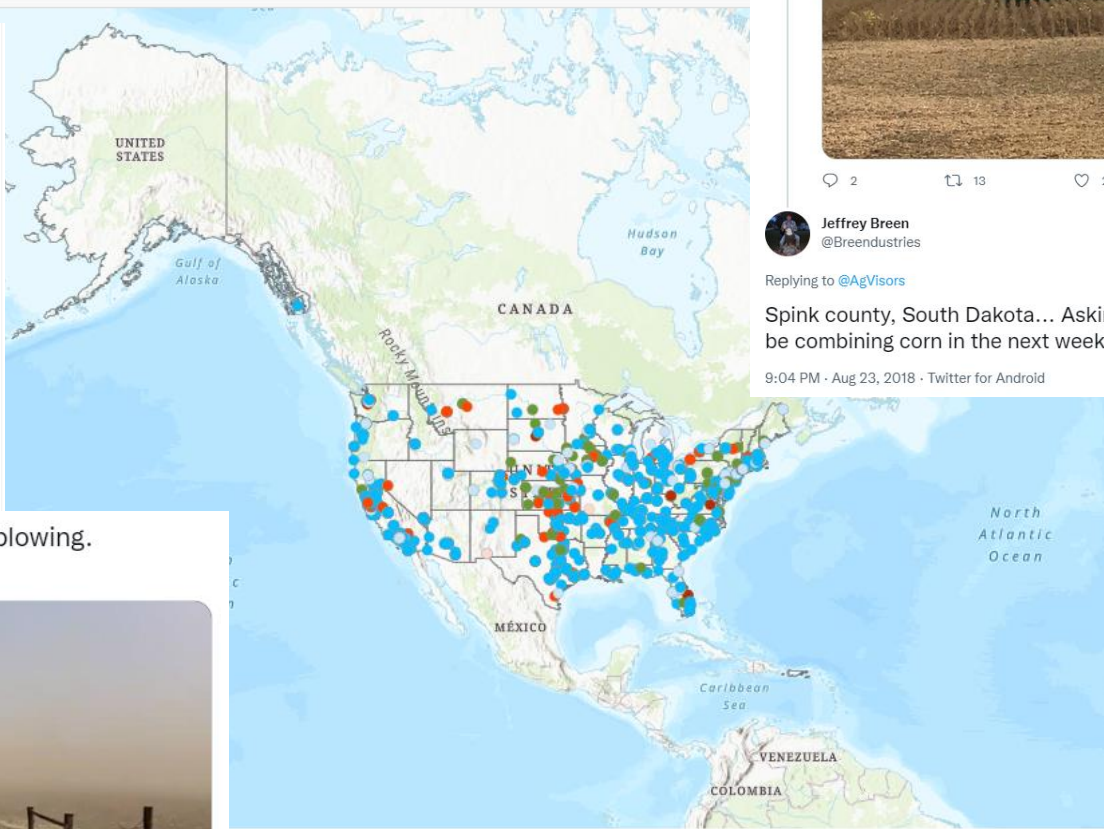 UNITED
STATES
Gulf of
Alaska
Hudson
Bay
CANADA
Rocky Mountains
North
Atlantic
Ocean
MÉXICO
Caribbean
Sea
VENEZUELA
COLOMBIA
2
13
Jeffrey Breen
@Breendustries
Replying to @AgVisors
Spink county, South Dakota...
be combining corn in the next week
9:04 PM · Aug 23, 2018 · Twitter for Android
blowing.